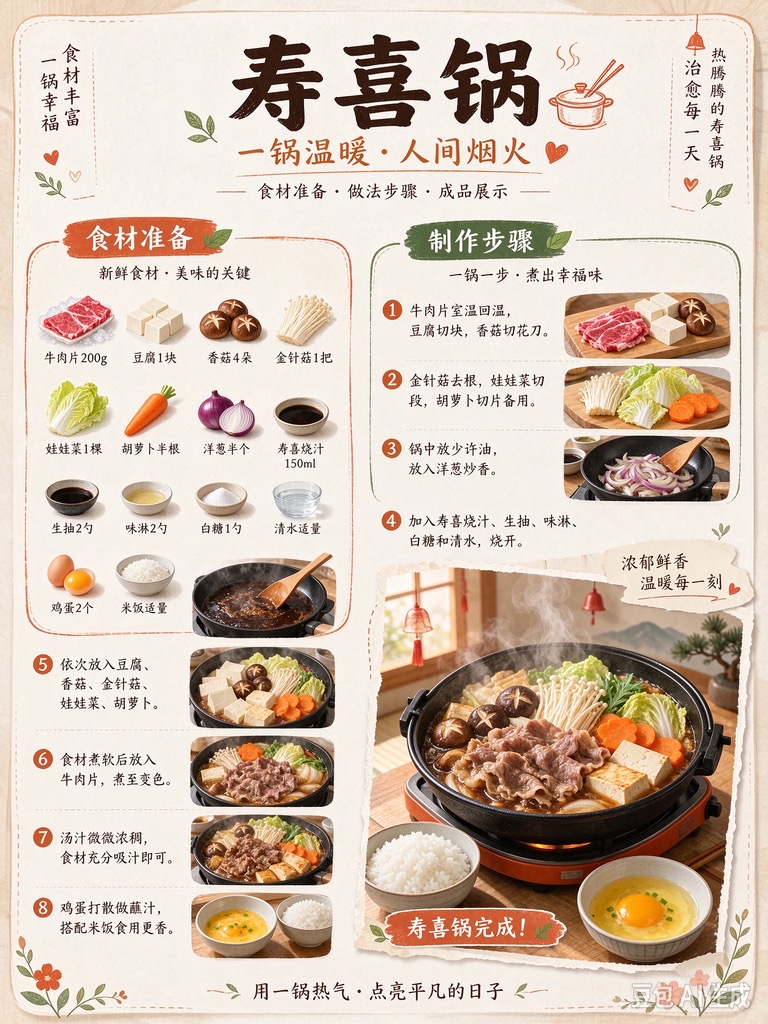 食材丰富
一锅幸福
寿喜锅
热腾腾的寿喜锅
治愈每一天
一锅温暖·人间烟火
食材准备·做法步骤·成品展示
食材准备
新鲜食材·美味的关键
牛肉片200g
豆腐1块
香菇4朵
金针菇1把
娃娃菜1棵
胡萝卜半根
洋葱半个
寿喜烧汁
150ml
生抽2勺
味淋2勺
白糖1勺
清水适量
鸡蛋2个
米饭适量
制作步骤
一锅一步·煮出幸福味
1 牛肉片室温回温，
豆腐切块，香菇切花刀。
2 金针菇去根，娃娃菜切
段，胡萝卜切片备用。
3 锅中放少许油，
放入洋葱炒香。
4 加入寿喜烧汁、生抽、味淋、
白糖和清水，烧开。
5 依次放入豆腐、
香菇、金针菇、
娃娃菜、胡萝卜。
6 食材煮软后放入
牛肉片，煮至变色。
7 汤汁微微浓稠，
食材充分吸汁即可。
8 鸡蛋打散做蘸汁，
搭配米饭食用更香。
浓郁鲜香
温暖每一刻
寿喜锅完成！
用一锅热气·点亮平凡的日子
豆包AI生成